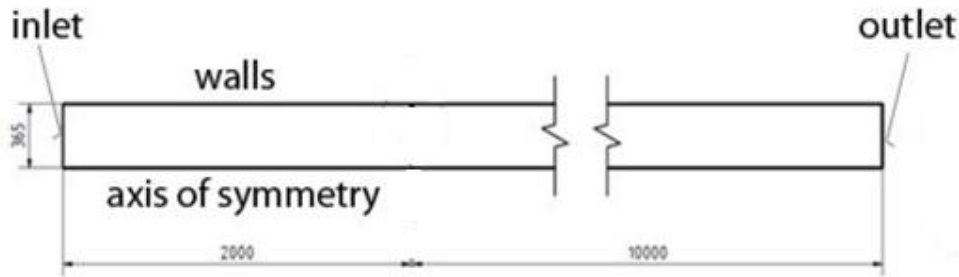 inlet
outlet
walls
365
axis of symmetry
2000
10000